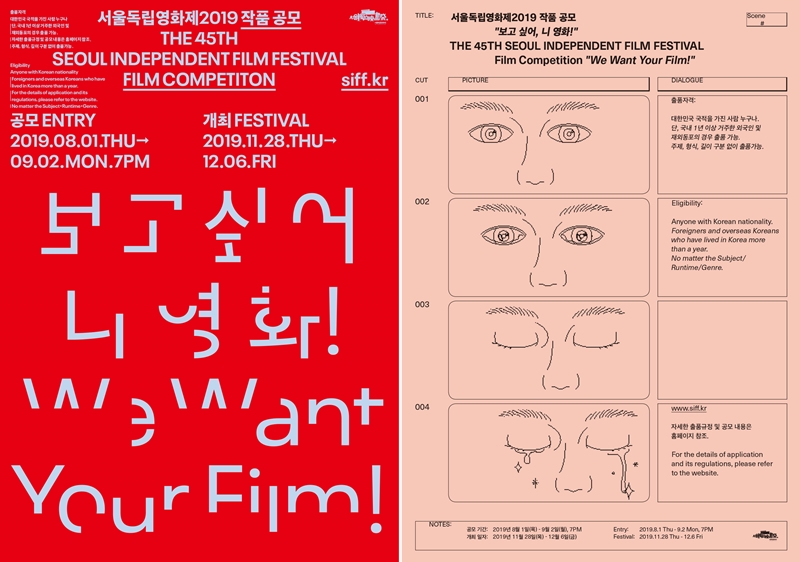 출품자격:
대한민국 국적을 가진 사람 누구나.
단, 국내 1년 이상 거주한 외국인 및
재외동포의 경우 출품 가능.
자세한 출품규정 및 공모 내용은 홈페이지 참조.
주제, 형식, 길이 구분 없이 출품가능.
서울독립영화제2019 작품 공모
THE 45TH
SEOUL INDEPENDENT FILM FESTIVAL
FILM COMPETITON
siff.kr
Eligibility
Anyone with Korean nationality
Foreigners and overseas Koreans who have
lived in Korea more than a year.
For the details of application and its
regulations, please refer to the website.
No matter the Subject•Runtime•Genre.
공모 ENTRY
2019.08.01.THU→
09.02.MON.7PM
개최 FESTIVAL
2019.11.28.THU→
12.06.FRI
보고 싶어
니 영화!
We Want
Your Film!
TITLE:
서울독립영화제2019 작품 공모
"보고 싶어, 니 영화!"
THE 45TH SEOUL INDEPENDENT FILM FESTIVAL
Film Competition "We Want Your Film!"
Scene
#
CUT
PICTURE
DIALOGUE
001
출품자격:
대한민국 국적을 가진 사람 누구나.
단, 국내 1년 이상 거주한 외국인 및
재외동포의 경우 출품 가능.
주제, 형식, 길이 구분 없이 출품가능.
002
Eligibility:
Anyone with Korean nationality.
Foreigners and overseas Koreans
who have lived in Korea more
than a year.
No matter the Subject/
Runtime/Genre.
003
004
www.siff.kr
자세한 출품규정 및 공모 내용은
홈페이지 참조.
For the details of application
and its regulations, please refer
to the website.
NOTES:
공모 기간: 2019년 8월 1일(목) - 9월 2일(월), 7PM
개최 일자: 2019년 11월 28일(목) - 12월 6일(금)
Entry: 2019.8.1 Thu - 9.2 Mon, 7PM
Festival: 2019.11.28 Thu - 12.6 Fri